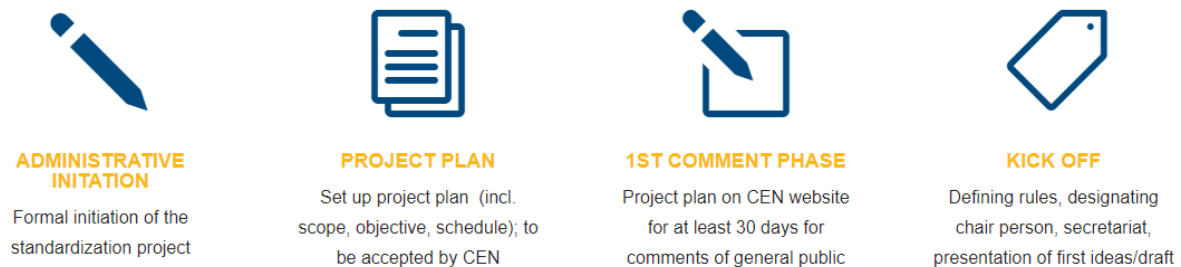 ADMINISTRATIVE
INITATION
Formal initiation of the
standardization project
PROJECT PLAN
Set up project plan (incl.
scope, objective, schedule); to
be accepted by CEN
1ST COMMENT PHASE
Project plan on CEN website
for at least 30 days for
comments of general public
KICK OFF
Defining rules, designating
chair person, secretariat,
presentation of first ideas/draft